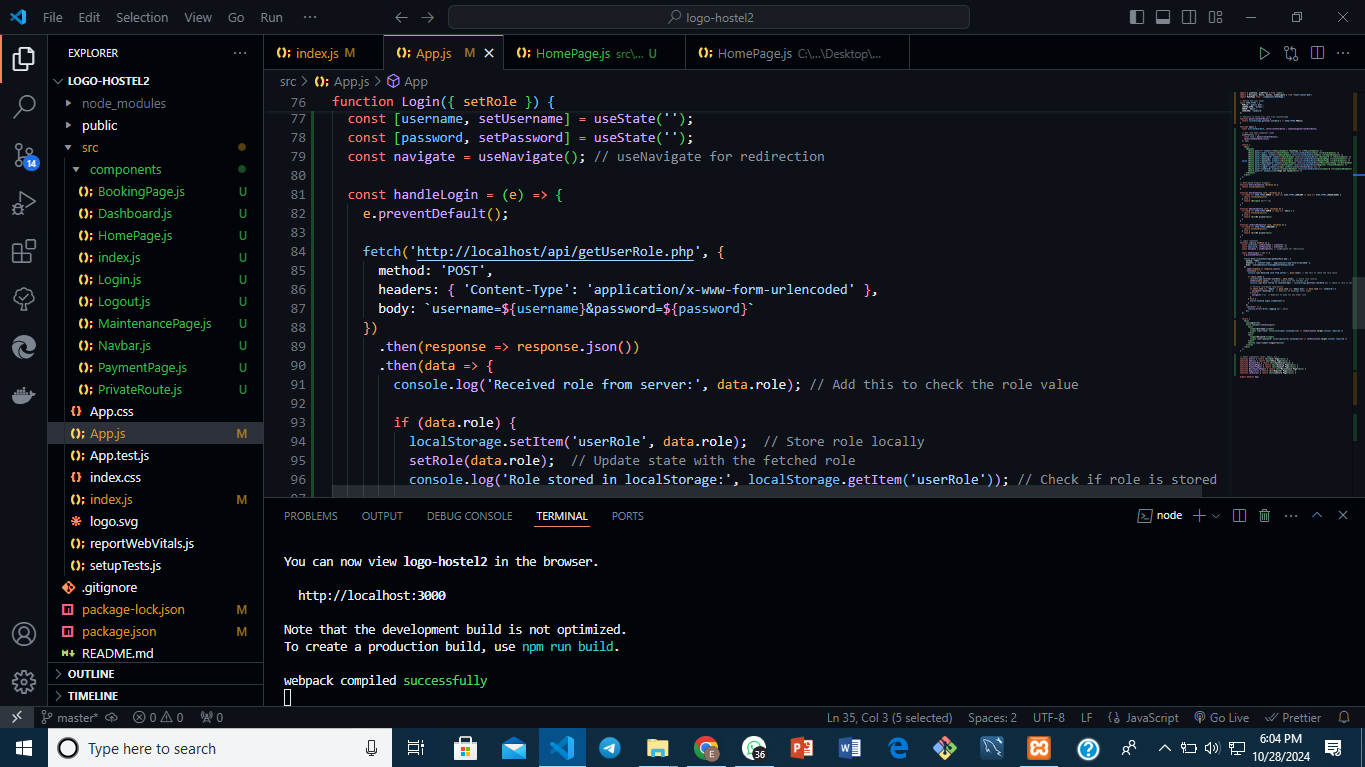 File Edit Selection View Go Run ··· logo-hostel2
EXPLORER ···
LOGO-HOSTEL2
node_modules
public
src
components
BookingPage.js U
Dashboard.js U
HomePage.js U
index.js U
Login.js U
Logout.js U
MaintenancePage.js U
Navbar.js U
PaymentPage.js U
PrivateRoute.js U
App.css
App.js M
App.test.js
index.css
index.js M
logo.svg
reportWebVitals.js
setupTests.js
.gitignore
package-lock.json M
package.json M
README.md
OUTLINE
TIMELINE
14
index.js M App.js M HomePage.js src\... U HomePage.js C:\...\Desktop\...
src > App.js > App
76 function Login({ setRole }) {
77 const [username, setUsername] = useState('');
78 const [password, setPassword] = useState('');
79 const navigate = useNavigate(); // useNavigate for redirection
80
81 const handleLogin = (e) => {
82 e.preventDefault();
83
84 fetch('http://localhost/api/getUserRole.php', {
85 method: 'POST',
86 headers: { 'Content-Type': 'application/x-www-form-urlencoded' },
87 body: `username=${username}&password=${password}`
88 })
89 .then(response => response.json())
90 .then(data => {
91 console.log('Received role from server:', data.role); // Add this to check the role value
92
93 if (data.role) {
94 localStorage.setItem('userRole', data.role); // Store role locally
95 setRole(data.role); // Update state with the fetched role
96 console.log('Role stored in localStorage:', localStorage.getItem('userRole')); // Check if role is stored
97
PROBLEMS OUTPUT DEBUG CONSOLE TERMINAL PORTS node
You can now view logo-hostel2 in the browser.
http://localhost:3000
Note that the development build is not optimized.
To create a production build, use npm run build.
webpack compiled successfully
master* 0 0 0 Ln 35, Col 3 (5 selected) Spaces: 2 UTF-8 LF {} JavaScript Go Live Prettier
Type here to search
36
6:04 PM
10/28/2024